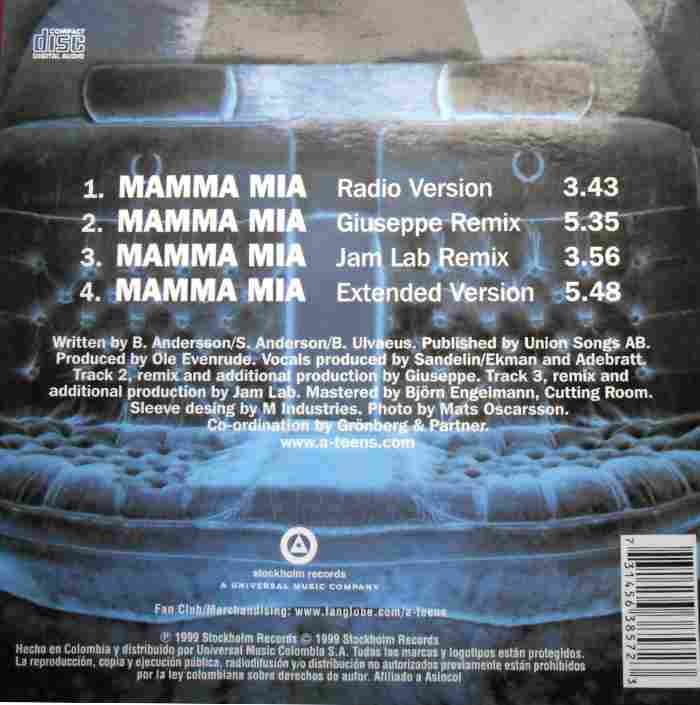 COMPACT
disc
DIGITAL AUDIO
1. MAMMA MIA Radio Version 3.43
2. MAMMA MIA Giuseppe Remix 5.35
3. MAMMA MIA Jam Lab Remix 3.56
4. MAMMA MIA Extended Version 5.48
Written by B. Andersson/S. Anderson/B. Ulvaeus. Published by Union Songs AB.
Produced by Ole Evenrude. Vocals produced by Sandelin/Ekman and Adebratt.
Track 2, remix and additional production by Giuseppe. Track 3, remix and
additional production by Jam Lab. Mastered by Björn Engelmann, Cutting Room.
Sleeve desing by M Industries. Photo by Mats Oscarsson.
Co-ordination by Grönberg & Partner.
www.a-teens.com
stockholm records
A UNIVERSAL MUSIC COMPANY
Fan Club/Marchandising: www.fanglobe.com/a-teens
℗ 1999 Stockholm Records © 1999 Stockholm Records
Hecho en Colombia y distribuido por Universal Music Colombia S.A. Todas las marcas y logotipos están protegidos.
La reproducción, copia y ejecución pública, radiodifusión y/o distribución no autorizados previamente están prohibidos
por la ley colombiana sobre derechos de autor. Afiliado a Asincol
7 31456 38572 3